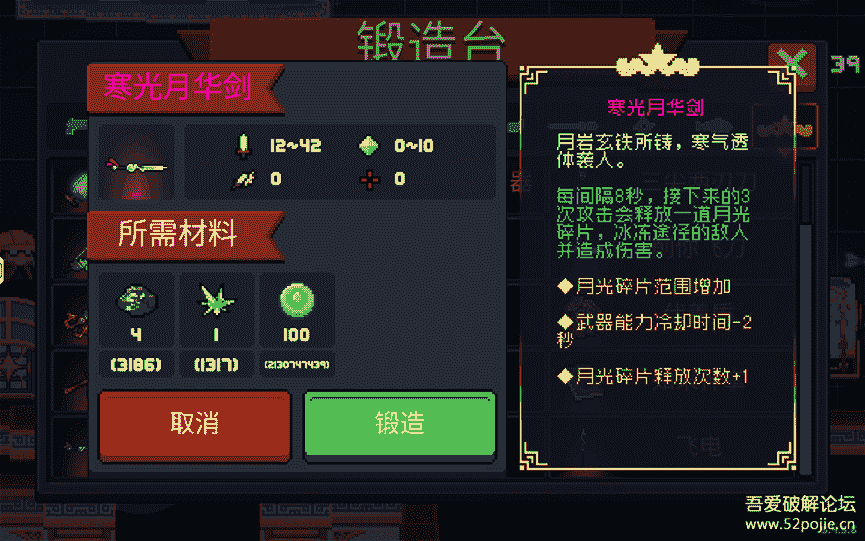 锻造台
39
寒光月华剑
12~42
0~10
0
0
所需材料
4
1
100
(3186)
(1317)
(2130747439)
取消
锻造
寒光月华剑
月岩玄铁所铸，寒气透
体袭人。
每间隔8秒，接下来的3
次攻击会释放一道月光
碎片，冰冻途径的敌人
并造成伤害。
◆月光碎片范围增加
◆武器能力冷却时间-2
秒
◆月光碎片释放次数+1
飞电
吾爱破解论坛
www.52pojie.cn